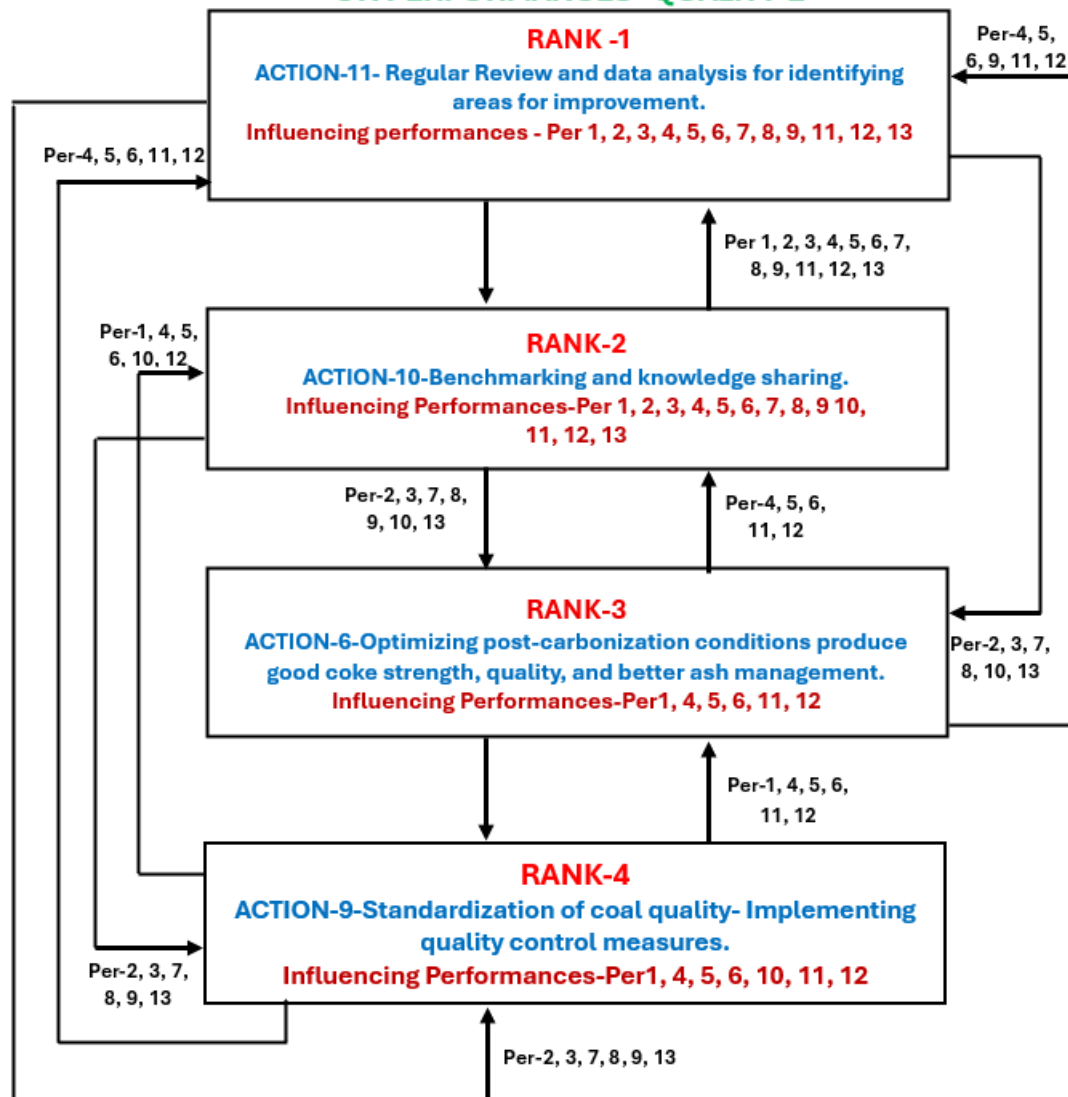 RANK -1
ACTION-11- Regular Review and data analysis for identifying
areas for improvement.
Influencing performances - Per 1, 2, 3, 4, 5, 6, 7, 8, 9, 11, 12, 13
Per-4, 5,
6, 9, 11, 12
Per-4, 5, 6, 11, 12
Per 1, 2, 3, 4, 5, 6, 7,
8, 9, 11, 12, 13
Per-1, 4, 5,
6, 10, 12
RANK-2
ACTION-10-Benchmarking and knowledge sharing.
Influencing Performances-Per 1, 2, 3, 4, 5, 6, 7, 8, 9 10,
11, 12, 13
Per-2, 3, 7, 8,
9, 10, 13
Per-4, 5, 6,
11, 12
RANK-3
ACTION-6-Optimizing post-carbonization conditions produce
good coke strength, quality, and better ash management.
Influencing Performances-Per1, 4, 5, 6, 11, 12
Per-2, 3, 7,
8, 10, 13
Per-1, 4, 5, 6,
11, 12
RANK-4
ACTION-9-Standardization of coal quality- Implementing
quality control measures.
Influencing Performances-Per1, 4, 5, 6, 10, 11, 12
Per-2, 3, 7,
8, 9, 13
Per-2, 3, 7, 8, 9, 13